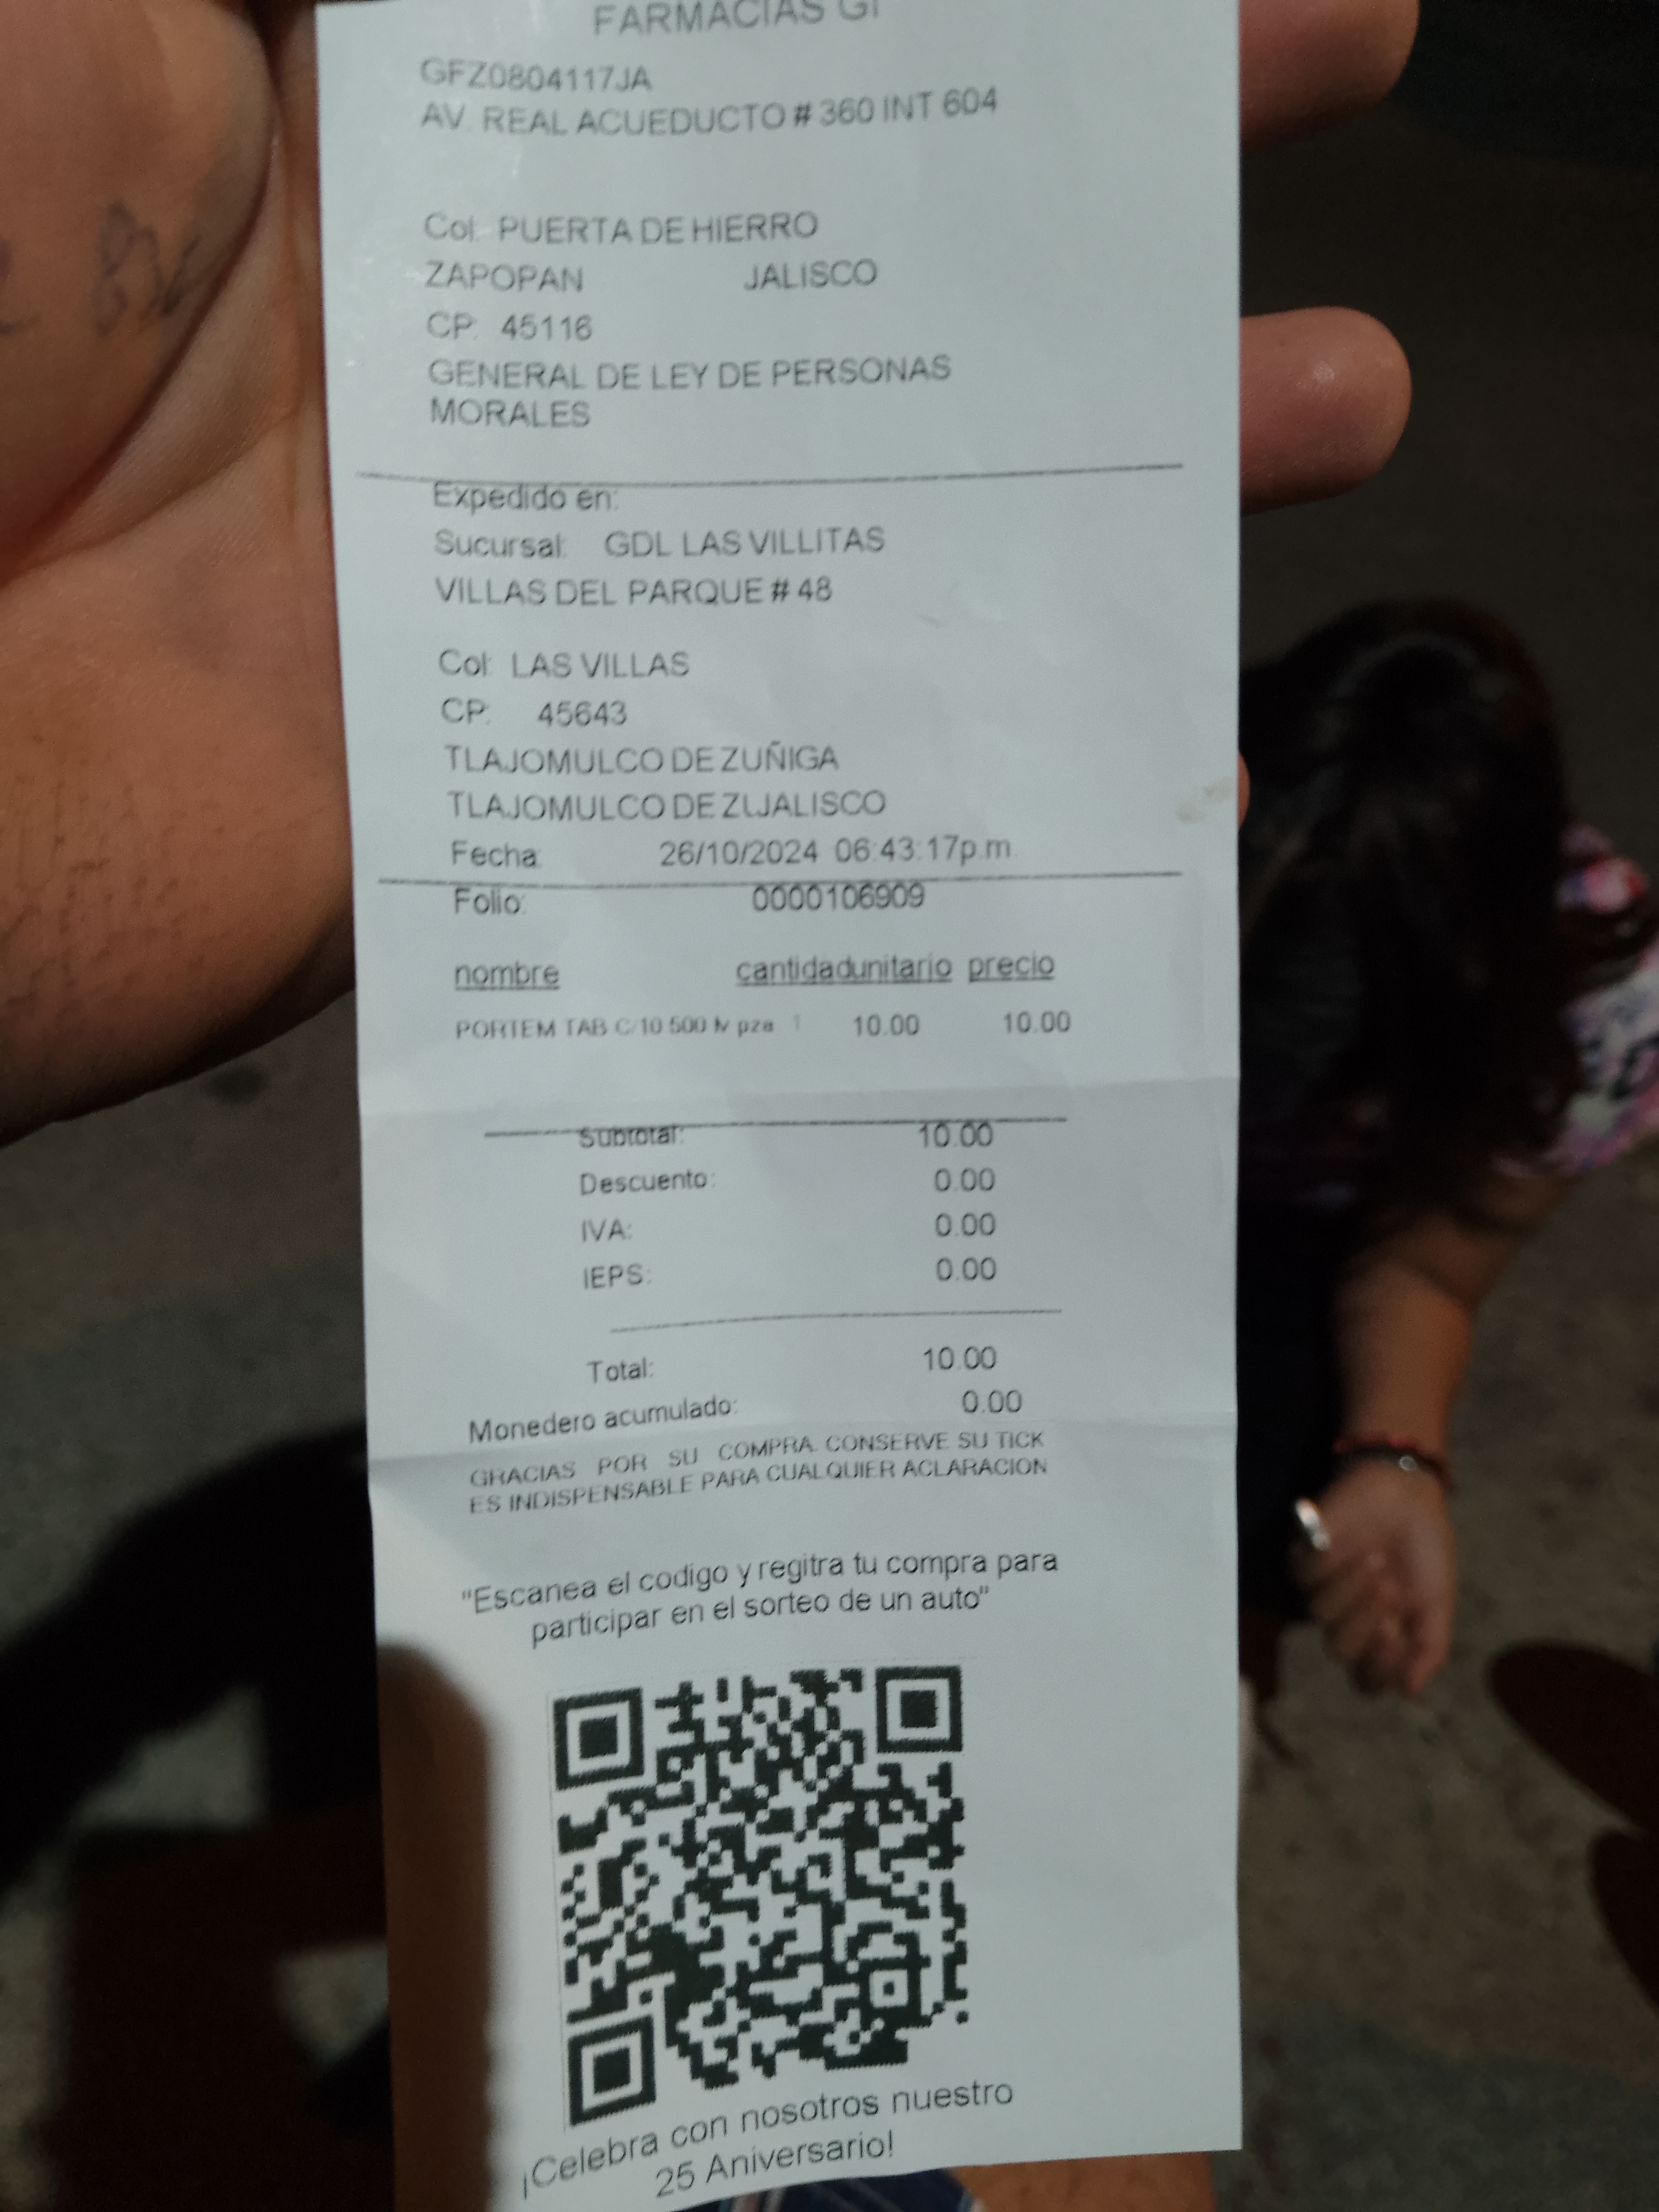 FARMACIAS GI
GFZ0804117JA
AV. REAL ACUEDUCTO # 360 INT 604
Col: PUERTA DE HIERRO
ZAPOPAN JALISCO
CP: 45116
GENERAL DE LEY DE PERSONAS
MORALES
Expedido en:
Sucursal: GDL LAS VILLITAS
VILLAS DEL PARQUE # 48
Col: LAS VILLAS
CP: 45643
TLAJOMULCO DE ZUÑIGA
TLAJOMULCO DE ZUJALISCO
Fecha: 26/10/2024 06:43:17p.m.
Folio: 0000106909
nombre cantidadunitario precio
PORTEM TAB C/10 500 M pza 1 10.00 10.00
Subtotal: 10.00
Descuento: 0.00
IVA: 0.00
IEPS: 0.00
Total: 10.00
Monedero acumulado: 0.00
GRACIAS POR SU COMPRA. CONSERVE SU TICK
ES INDISPENSABLE PARA CUALQUIER ACLARACION
"Escanea el codigo y regitra tu compra para
participar en el sorteo de un auto"
¡Celebra con nosotros nuestro
25 Aniversario!